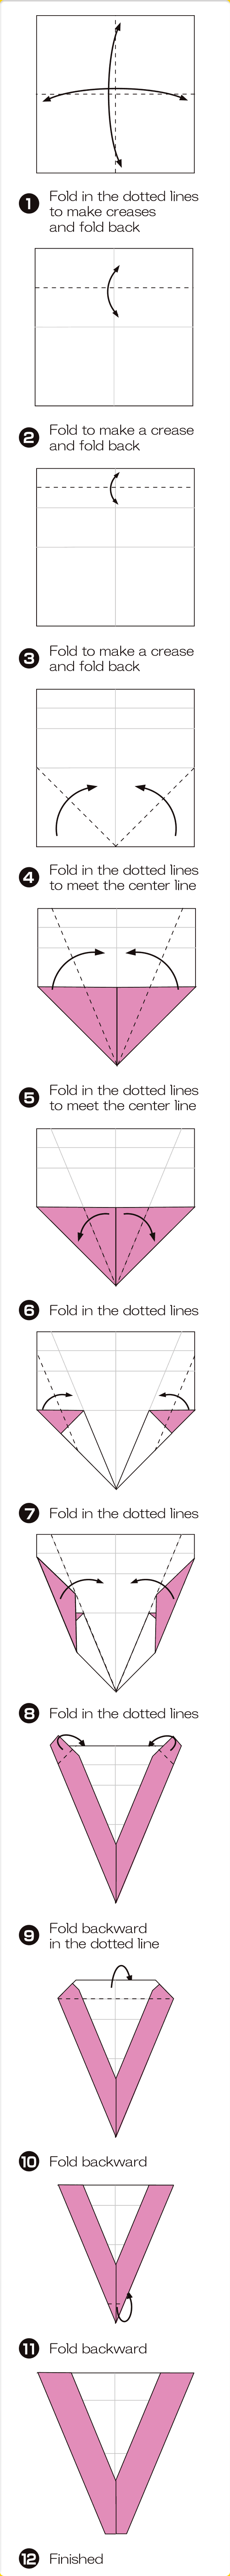 1 Fold in the dotted lines
to make creases
and fold back
2 Fold to make a crease
and fold back
3 Fold to make a crease
and fold back
4 Fold in the dotted lines
to meet the center line
5 Fold in the dotted lines
to meet the center line
6 Fold in the dotted lines
7 Fold in the dotted lines
8 Fold in the dotted lines
9 Fold backward
in the dotted line
10 Fold backward
11 Fold backward
12 Finished